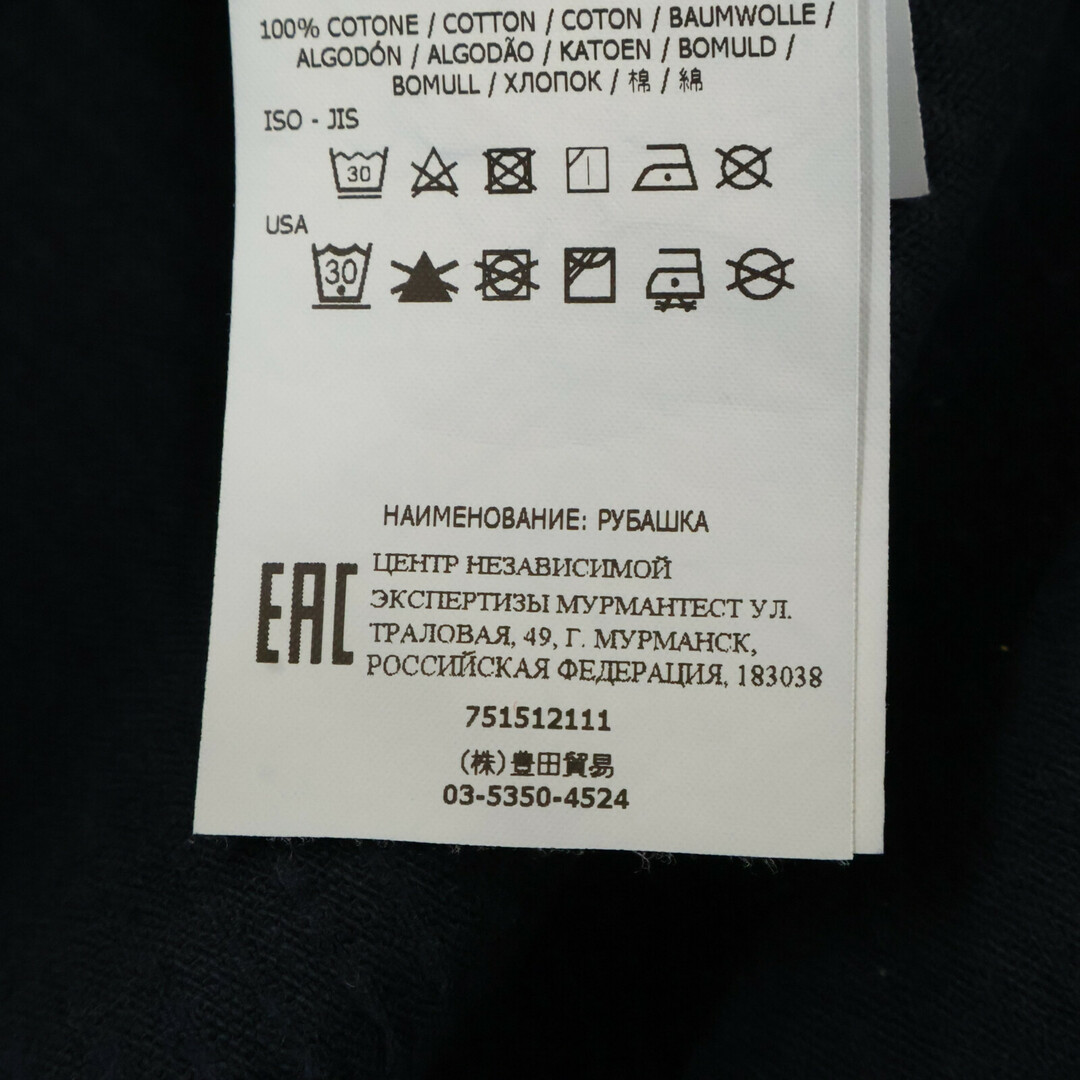 100% COTONE / COTTON / COTON / BAUMWOLLE /
ALGODÓN / ALGODÃO / KATOEN / BOMULD /
BOMULL / ХЛОПОК / 棉 / 綿
ISO - JIS
30
USA
30
НАИМЕНОВАНИЕ: РУБАШКА
EAC
ЦЕНТР НЕЗАВИСИМОЙ
ЭКСПЕРТИЗЫ МУРМАНТЕСТ УЛ.
ТРАЛОВАЯ, 49, Г. МУРМАНСК,
РОССИЙСКАЯ ФЕДЕРАЦИЯ, 183038
751512111
(株)豊田貿易
03-5350-4524